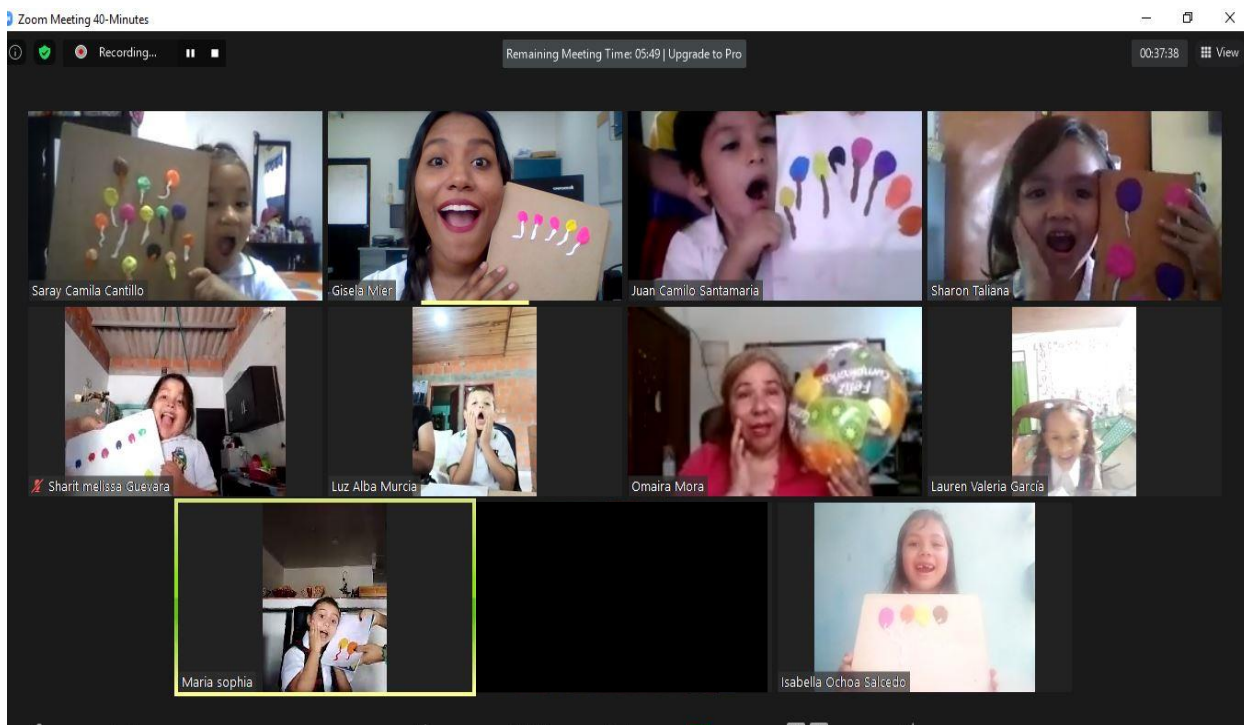 Zoom Meeting 40-Minutes
Recording...
Remaining Meeting Time: 05:49 | Upgrade to Pro
00:37:38
View
Saray Camila Cantillo
Gisela Mier
Juan Camilo Santamaria
Sharon Taliana
Sharit melissa Guevara
Luz Alba Murcia
Feliz
Cumpleaños
Omaira Mora
Lauren Valeria García
Maria sophia
Isabella Ochoa Salcedo